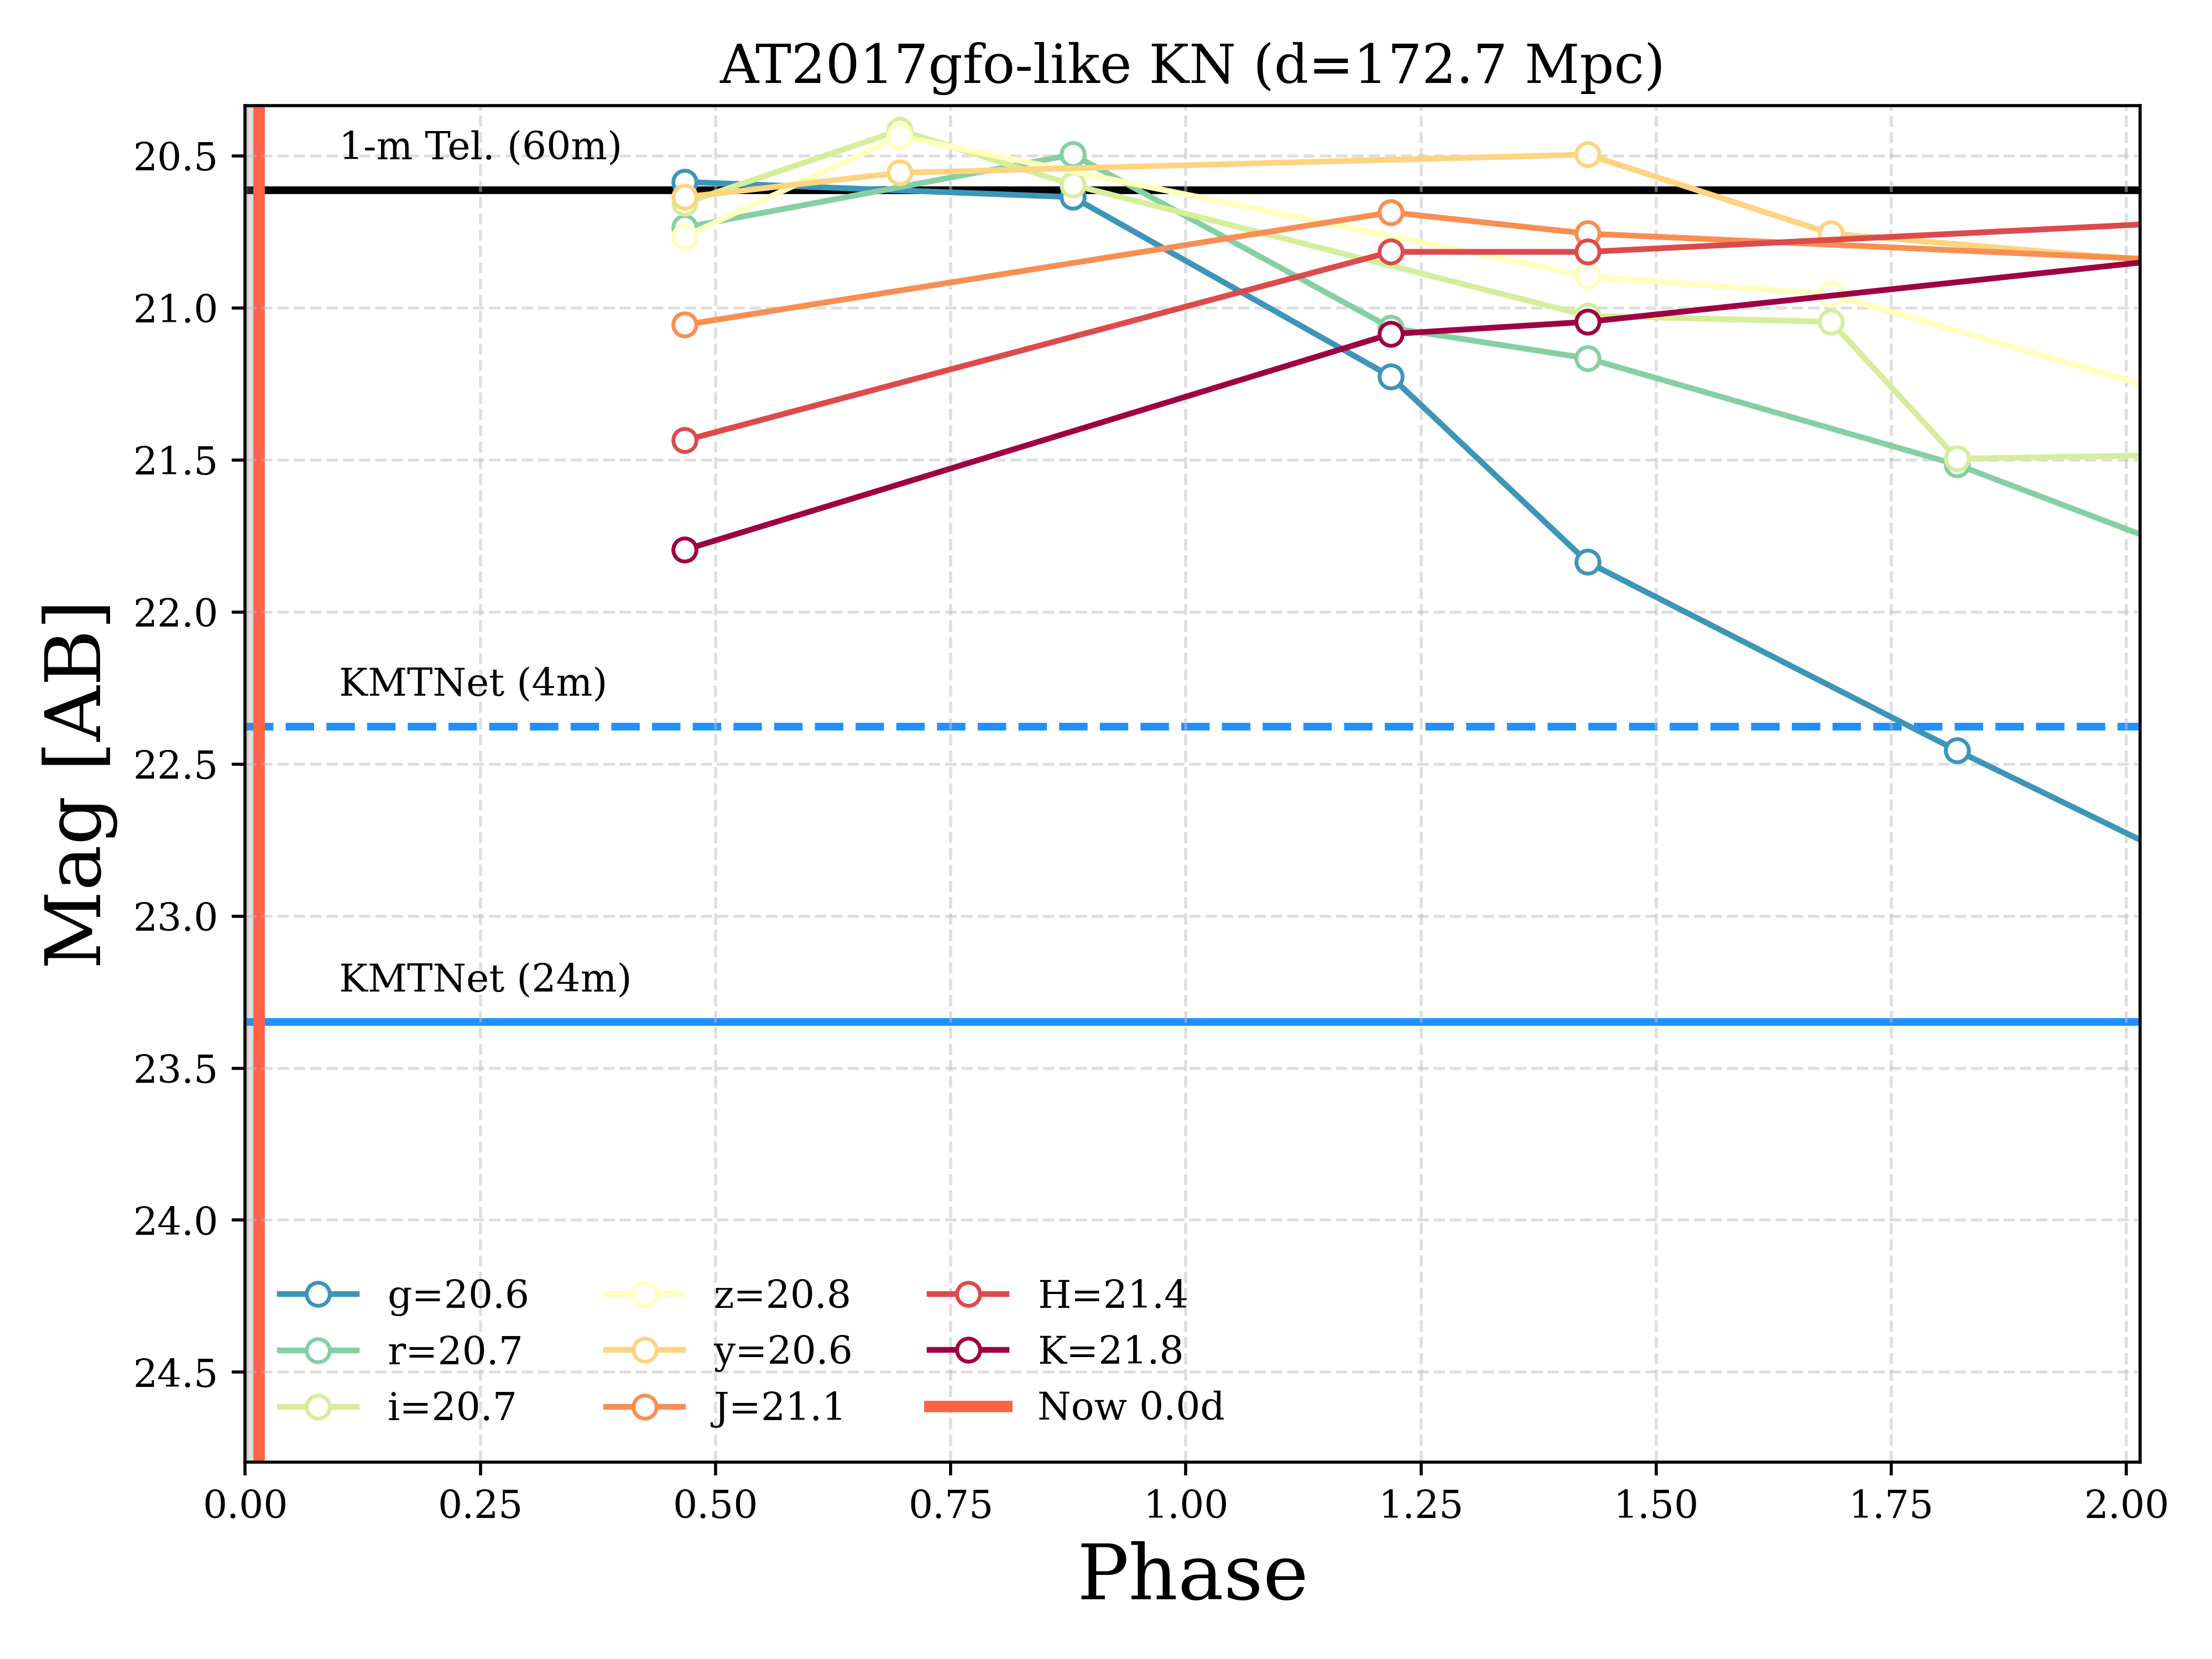 AT2017gfo-like KN (d=172.7 Mpc)
Mag [AB]
20.5
21.0
21.5
22.0
22.5
23.0
23.5
24.0
24.5
1-m Tel. (60m)
KMTNet (4m)
KMTNet (24m)
g=20.6
r=20.7
i=20.7
z=20.8
y=20.6
J=21.1
H=21.4
K=21.8
Now 0.0d
0.00 0.25 0.50 0.75 1.00 1.25 1.50 1.75 2.00
Phase